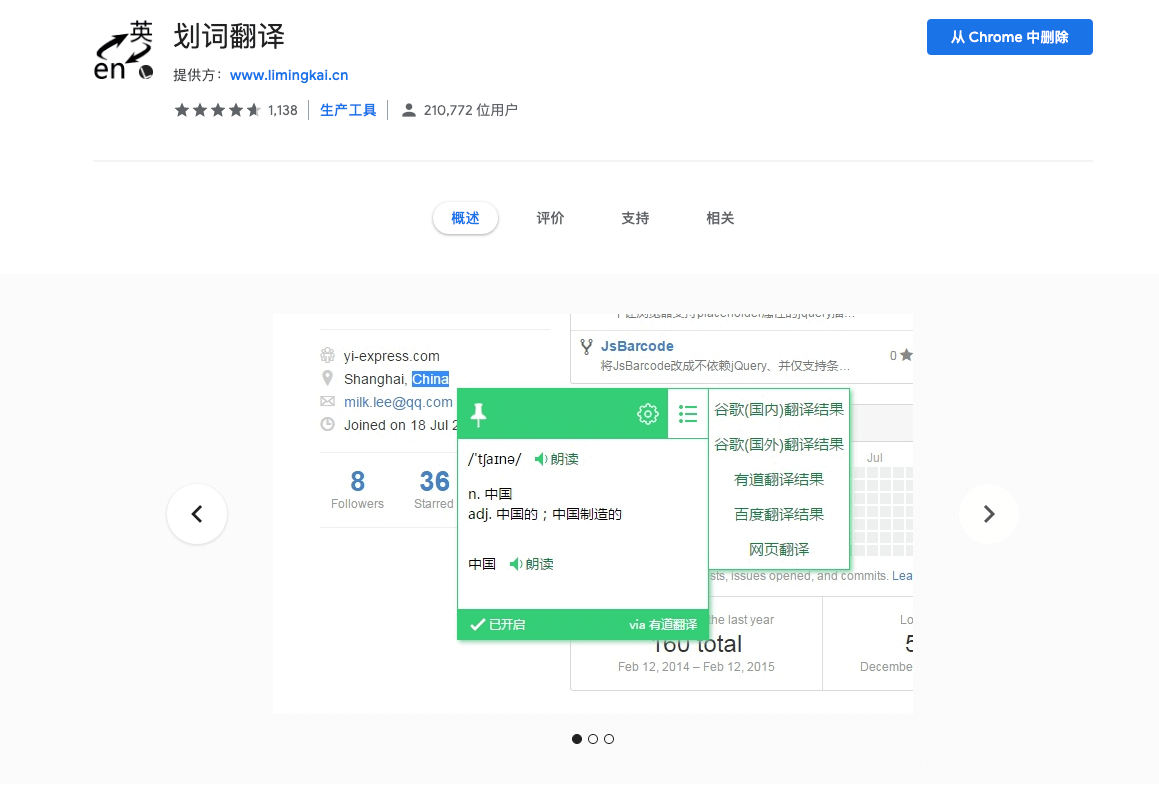 英
en
划词翻译
从 Chrome 中删除
提供方： www.limingkai.cn
1,138
生产工具
210,772 位用户
概述
评价
支持
相关
JsBarcode
将JsBarcode改成不依赖jQuery、并仅支持条…
0
yi-express.com
Shanghai, China
milk.lee@qq.com
Joined on 18 Jul 2
8
Followers
36
Starred
/'tʃaɪnə/ 朗读
n. 中国
adj. 中国的；中国制造的
中国 朗读
已开启
via 有道翻译
谷歌(国内)翻译结果
谷歌(国外)翻译结果
有道翻译结果
百度翻译结果
网页翻译
Jul
issues opened, and commits. Lea
the last year
160 total
Feb 12, 2014 – Feb 12, 2015
Lo
5
Decembe